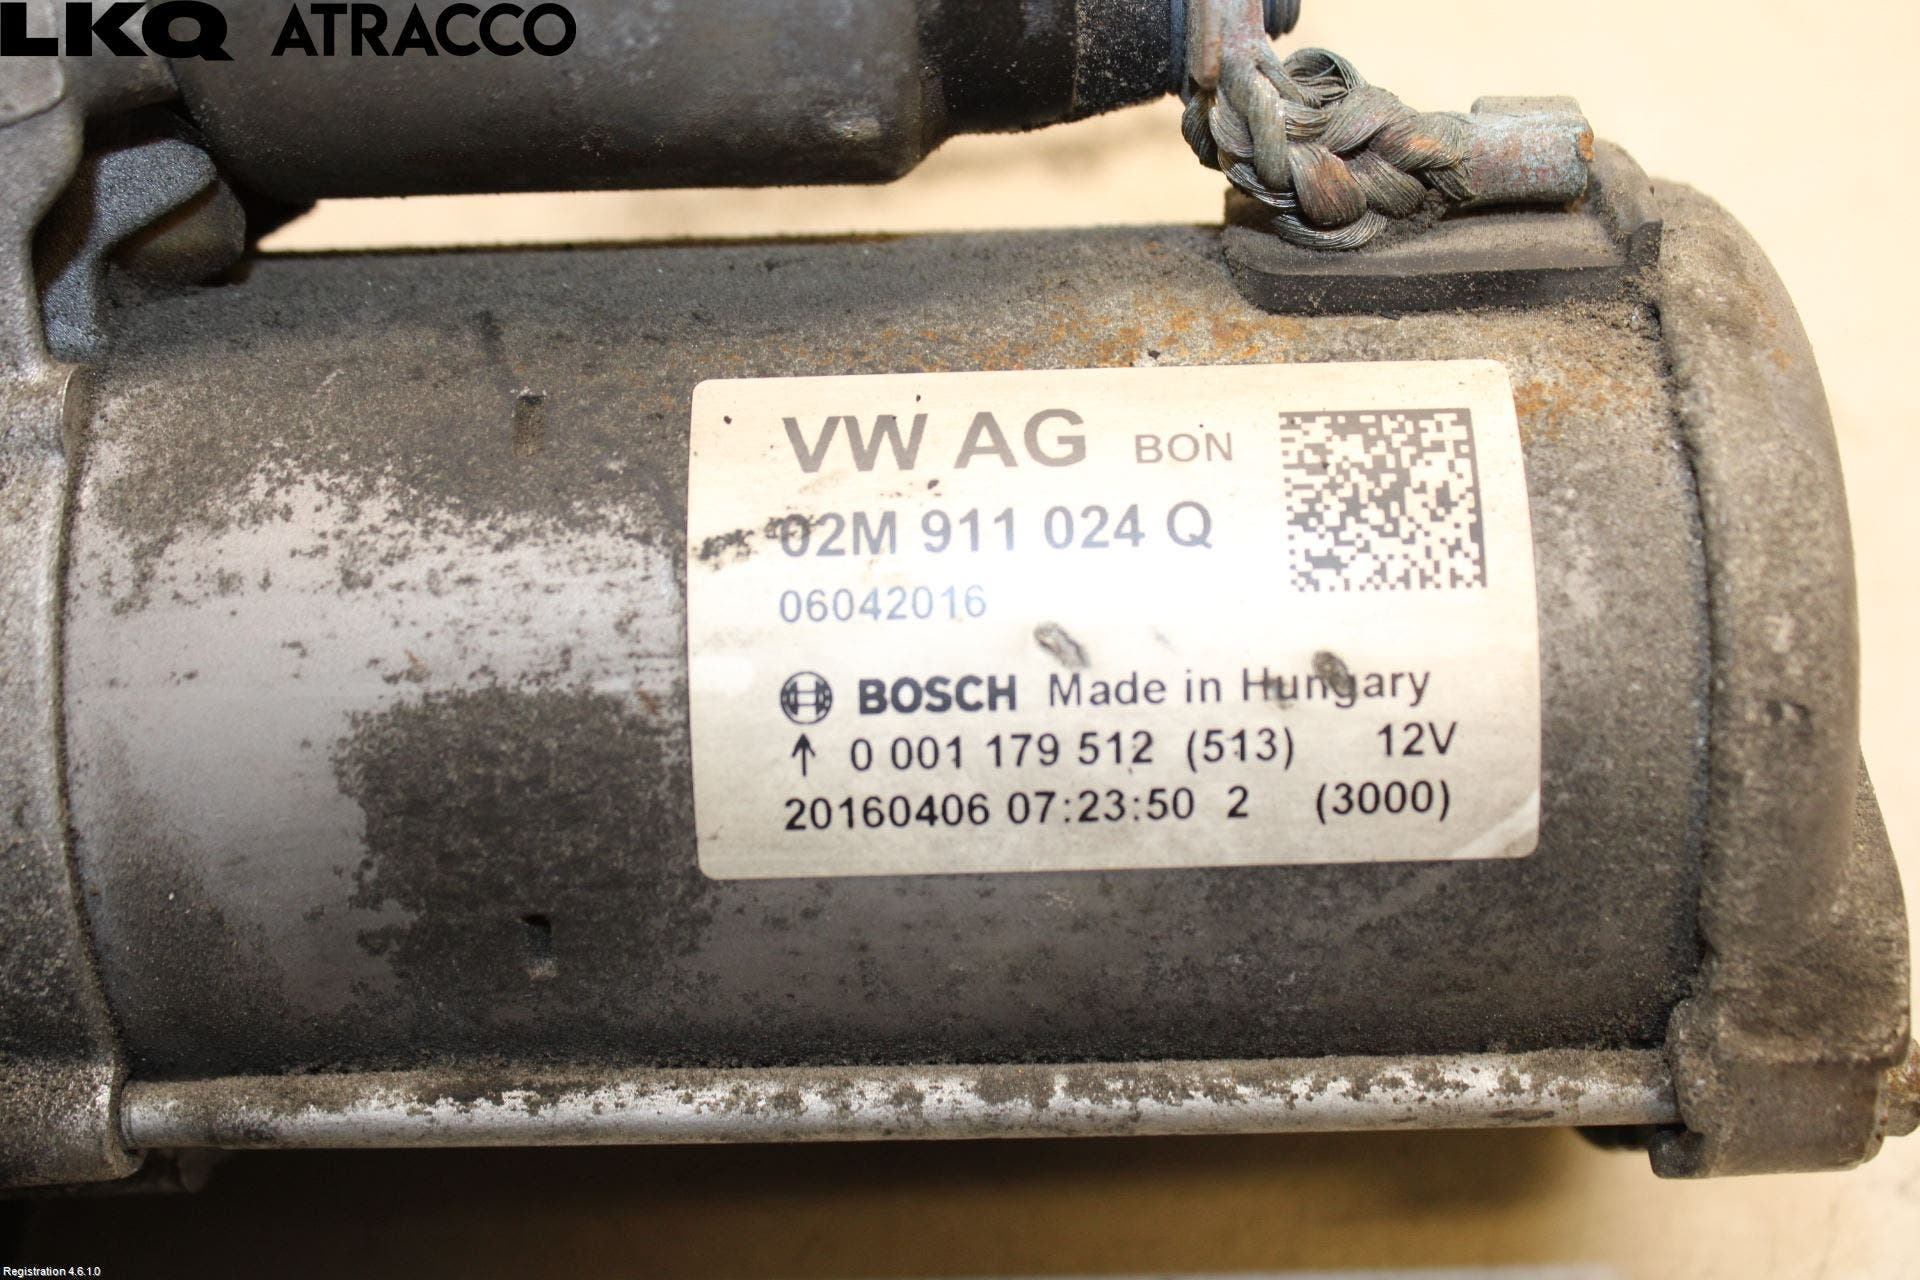 LKQ ATRACCO
VW AG BON
02M 911 024 Q
06042016
BOSCH Made in Hungary
↑ 0 001 179 512 (513) 12V
20160406 07:23:50 2 (3000)
Registration 4.6.1.0